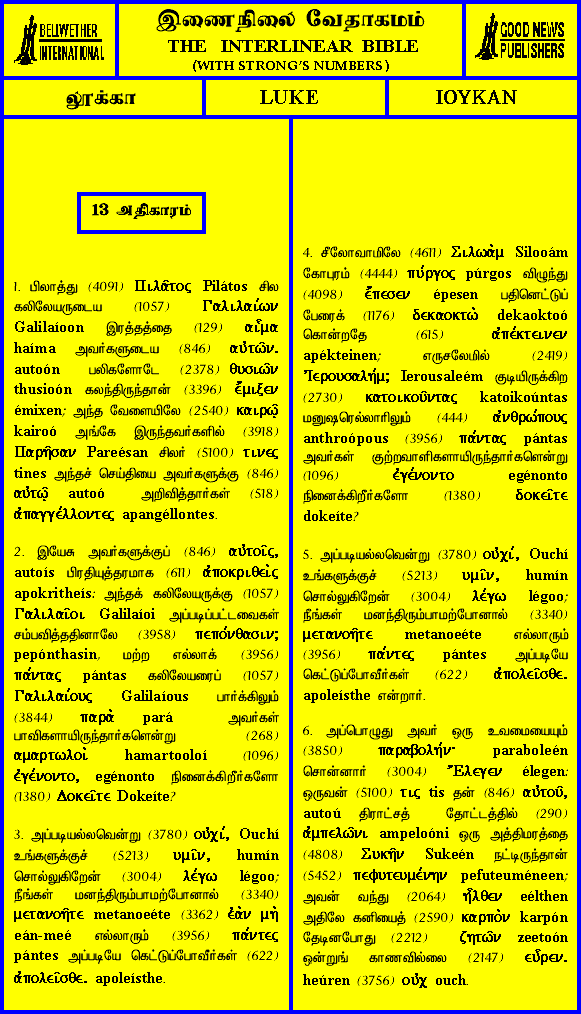 BELLWETHER
INTERNATIONAL
இணைநிலை வேதாகமம்
THE INTERLINEAR BIBLE
(WITH STRONG'S NUMBERS)
GOOD NEWS
PUBLISHERS
லூக்கா
LUKE
ΙΟΥΚΑΝ
13 அதிகாரம்
1. பிலாத்து (4091) Πιλᾶτος Pilátos சில
கலிலேயருடைய (1057) Γαλιλαίων
Galilaíoon இரத்தத்தை (129) αἷμα
haíma அவர்களுடைய (846) αὐτῶν.
autoón பலிகளோடே (2378) θυσιῶν
thusioón கலந்திருந்தான் (3396) ἔμιξεν
émixen; அந்த வேளையிலே (2540) καιρῷ
kairoó அங்கே இருந்தவர்களில் (3918)
Παρῆσαν Pareésan சிலர் (5100) τινες
tines அந்தச் செய்தியை அவர்களுக்கு (846)
αὐτῷ autoó அறிவித்தார்கள் (518)
ἀπαγγέλλοντες apangéllontes.
2. இயேசு அவர்களுக்குப் (846) αὐτοῖς,
autoís பிரதியுத்தரமாக (611) ἀποκριθεὶς
apokritheís: அந்தக் கலிலேயருக்கு (1057)
Γαλιλαῖοι Galilaíoi அப்படிப்பட்டவைகள்
சம்பவித்ததினாலே (3958) πεπόνθασιν;
pepónthasin, மற்ற எல்லாக் (3956)
πάντας pántas கலிலேயரைப் (1057)
Γαλιλαίους Galilaíous பார்க்கிலும்
(3844) παρὰ pará அவர்கள்
பாவிகளாயிருந்தார்களென்று (268)
αμαρτωλοὶ hamartooloí (1096)
ἐγένοντο, egénonto நினைக்கிறீர்களோ
(1380) Δοκεῖτε Dokeíte?
3. அப்படியல்லவென்று (3780) οὐχί, Ouchí
உங்களுக்குச் (5213) υμῖν, humín
சொல்லுகிறேன் (3004) λέγω légoo;
நீங்கள் மனந்திரும்பாமற்போனால் (3340)
μετανοῆτε metanoeéte (3362) ἐὰν μὴ
eán-meé எல்லாரும் (3956) πάντες
pántes அப்படியே கெட்டுப்போவீர்கள் (622)
ἀπολεῖσθε. apoleísthe.
4. சீலோவாமிலே (4611) Σιλωὰμ Silooám
கோபுரம் (4444) πύργος púrgos விழுந்து
(4098) ἔπεσεν épesen பதினெட்டுப்
பேரைக் (1176) δεκαοκτὼ dekaoktoó
கொன்றதே (615) ἀπέκτεινεν
apékteinen; எருசலேமில் (2419)
Ἰερουσαλήμ; Ierousaleém குடியிருக்கிற
(2730) κατοικοῦντας katoikoúntas
மனுஷரெல்லாரிலும் (444) ἀνθρώπους
anthroópous (3956) πάντας pántas
அவர்கள் குற்றவாளிகளாயிருந்தார்களென்று
(1096) ἐγένοντο egénonto
நினைக்கிறீர்களோ (1380) δοκεῖτε
dokeíte?
5. அப்படியல்லவென்று (3780) οὐχί, Ouchí
உங்களுக்குச் (5213) υμῖν, humín
சொல்லுகிறேன் (3004) λέγω légoo;
நீங்கள் மனந்திரும்பாமற்போனால் (3340)
μετανοῆτε metanoeéte எல்லாரும்
(3956) πάντες pántes அப்படியே
கெட்டுப்போவீர்கள் (622) ἀπολεῖσθε.
apoleísthe என்றார்.
6. அப்பொழுது அவர் ஒரு உவமையையும்
(3850) παραβολήν· paraboleén
சொன்னார் (3004) Ἔλεγεν élegen:
ஒருவன் (5100) τις tis தன் (846) αὐτοῦ,
autoú திராட்சத் தோட்டத்தில் (290)
ἀμπελῶνι ampeloóni ஒரு அத்திமரத்தை
(4808) Συκῆν Sukeén நட்டிருந்தான்
(5452) πεφυτευμένην pefuteuméneen;
அவன் வந்து (2064) ἦλθεν eélthen
அதிலே கனியைத் (2590) καρπὸν karpón
தேடினபோது (2212) ζητῶν zeetoón
ஒன்றுங் காணவில்லை (2147) εὗρεν.
heúren (3756) οὐχ ouch.